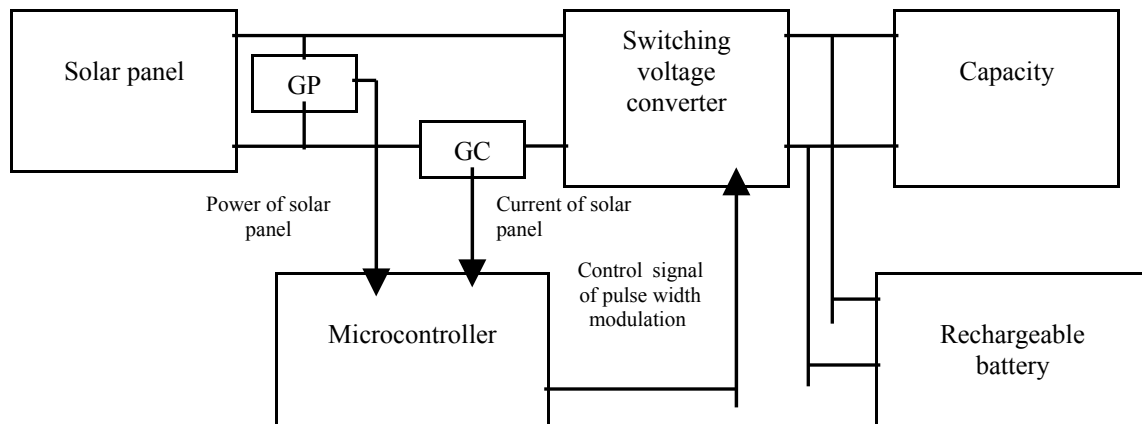 Solar panel
GP
GC
Switching
voltage
converter
Capacity
Power of solar
panel
Current of solar
panel
Control signal
of pulse width
modulation
Microcontroller
Rechargeable
battery